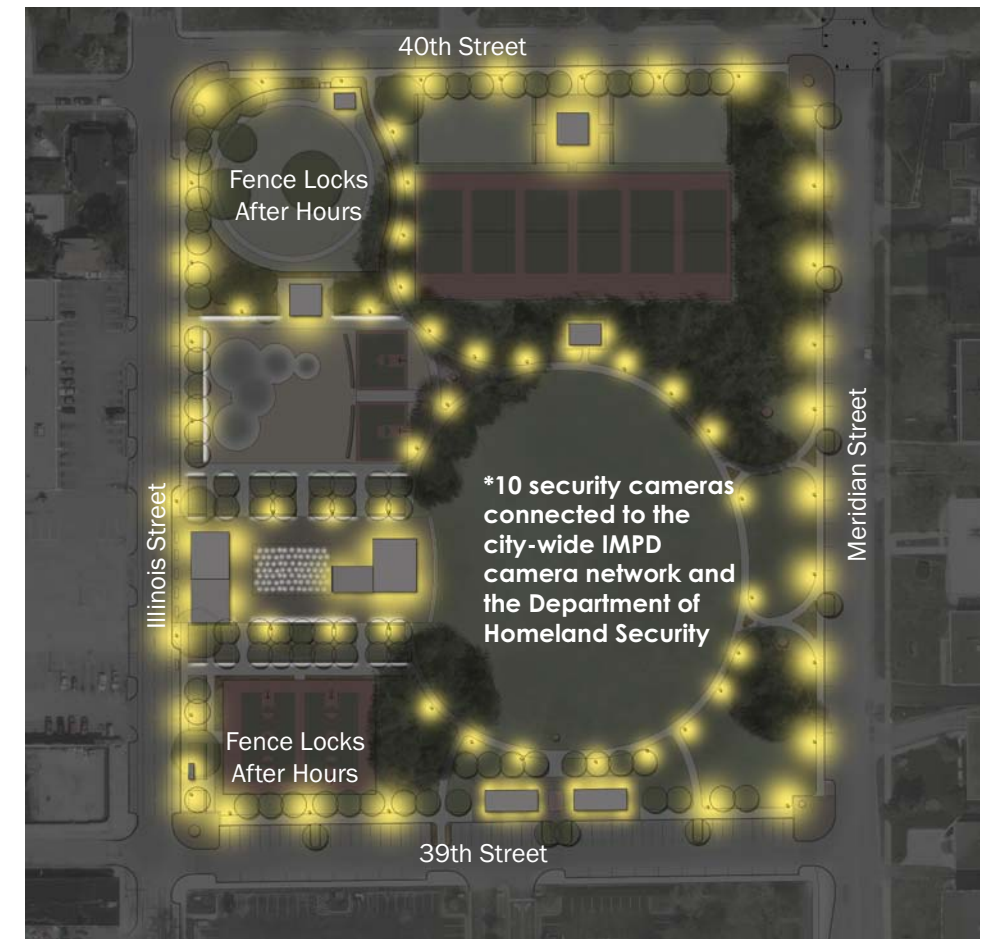 40th Street
Fence Locks
After Hours
Meridian Street
*10 security cameras
connected to the
city-wide IMPD
camera network and
the Department of
Homeland Security
Illinois Street
Fence Locks
After Hours
39th Street